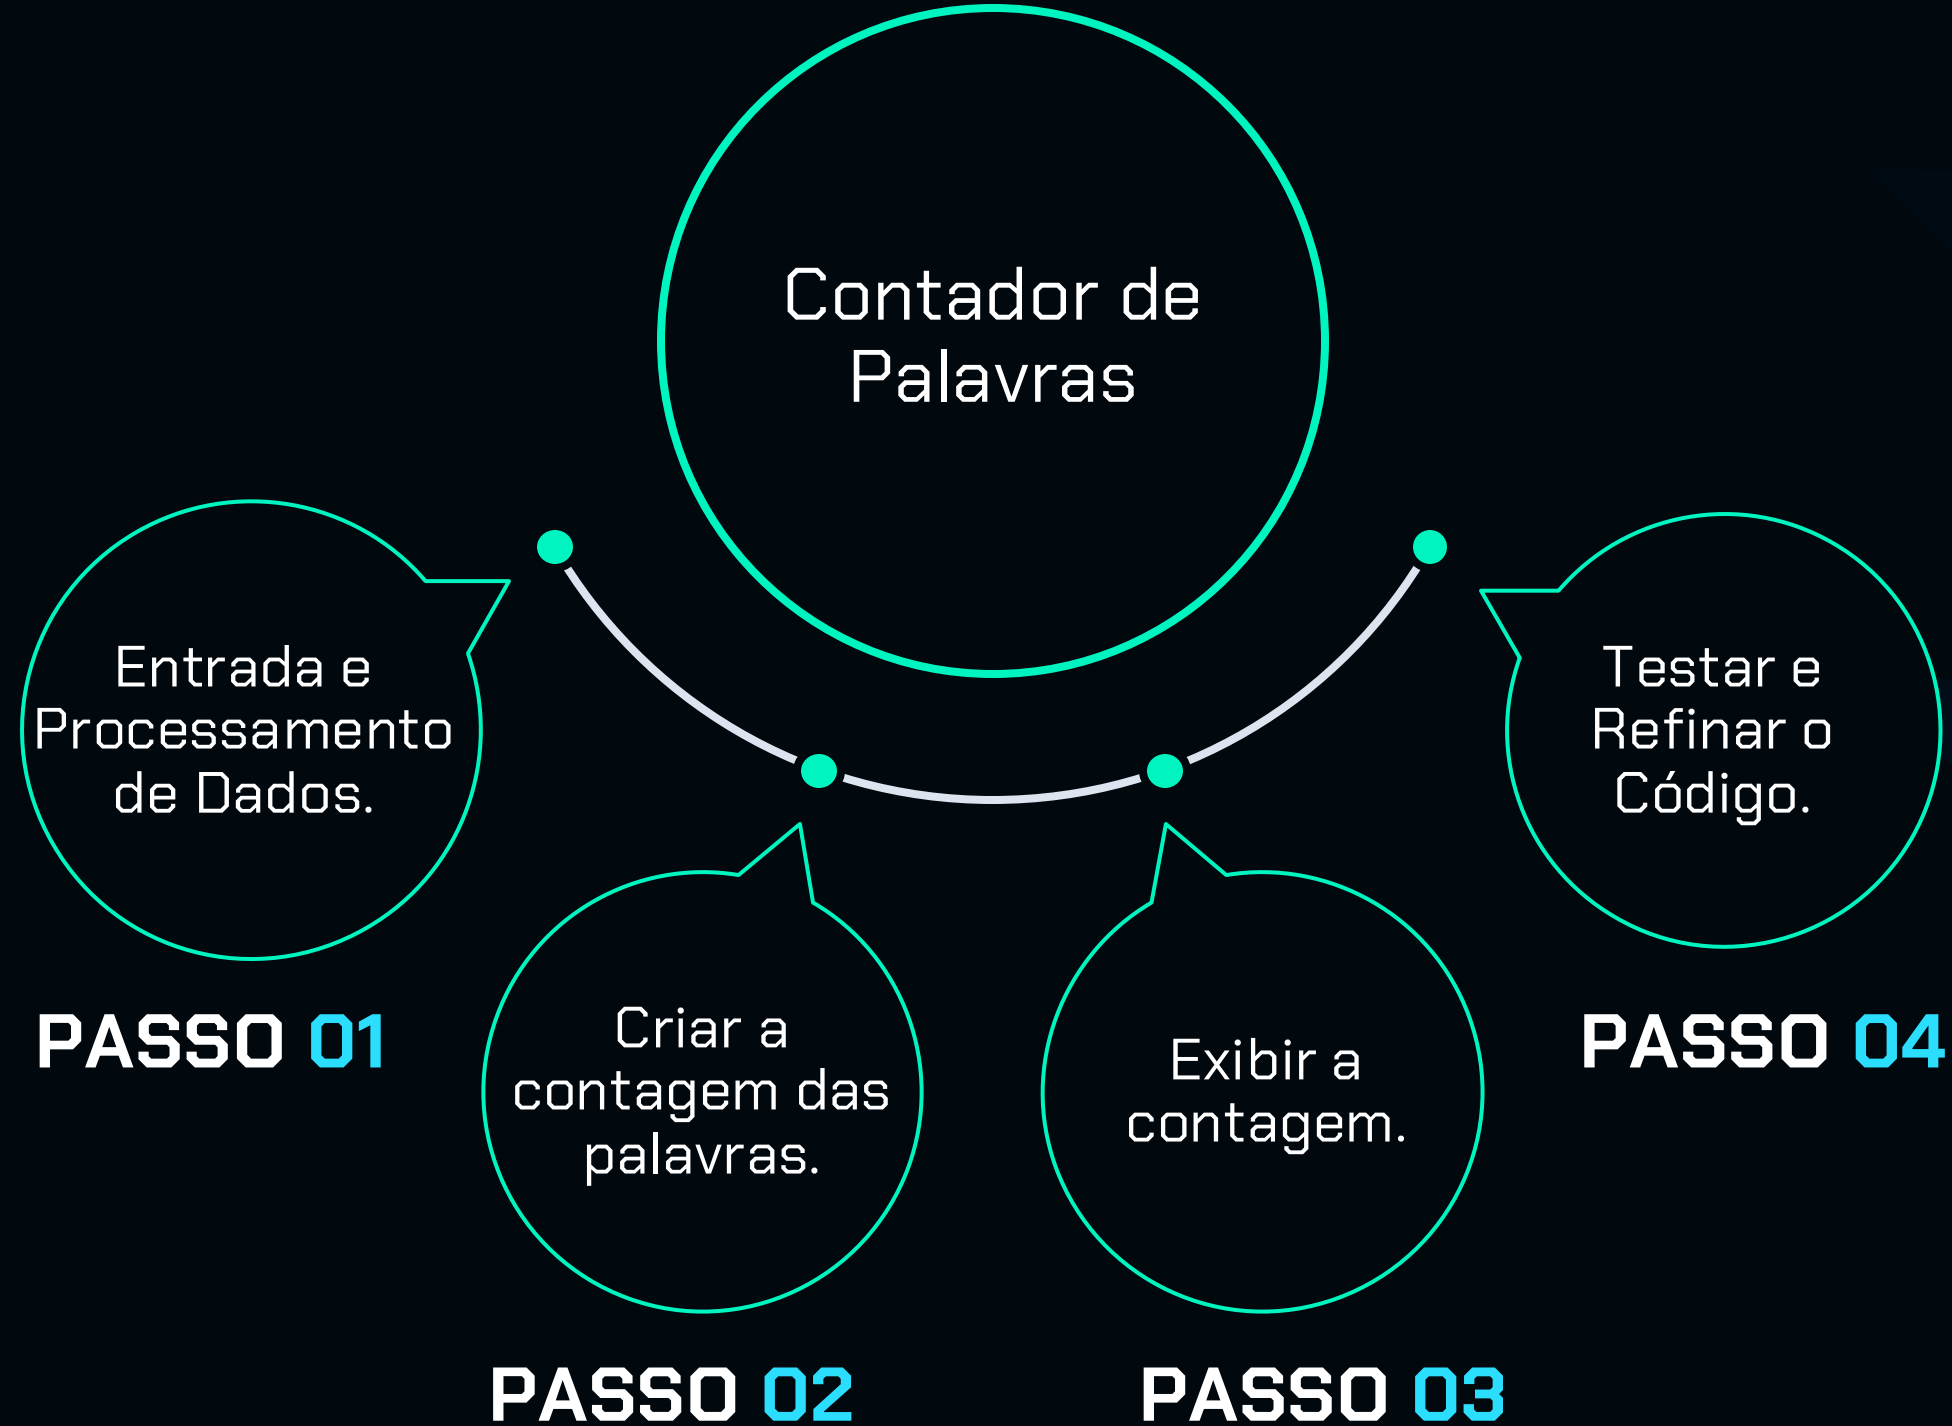 Contador de
Palavras
Entrada e
Processamento
de Dados.
PASSO 01
Criar a
contagem das
palavras.
PASSO 02
Exibir a
contagem.
PASSO 03
Testar e
Refinar o
Código.
PASSO 04